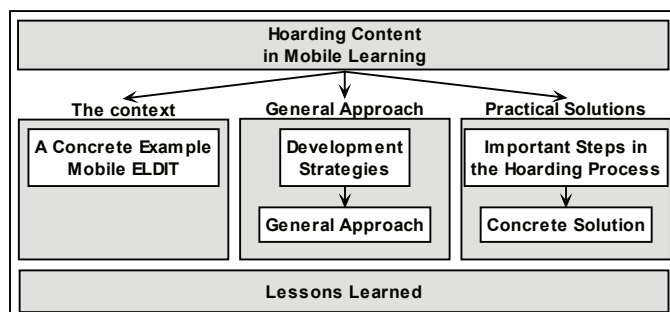 Hoarding Content
in Mobile Learning
The context
General Approach
Practical Solutions
A Concrete Example
Mobile ELDIT
Development
Strategies
General Approach
Important Steps in
the Hoarding Process
Concrete Solution
Lessons Learned